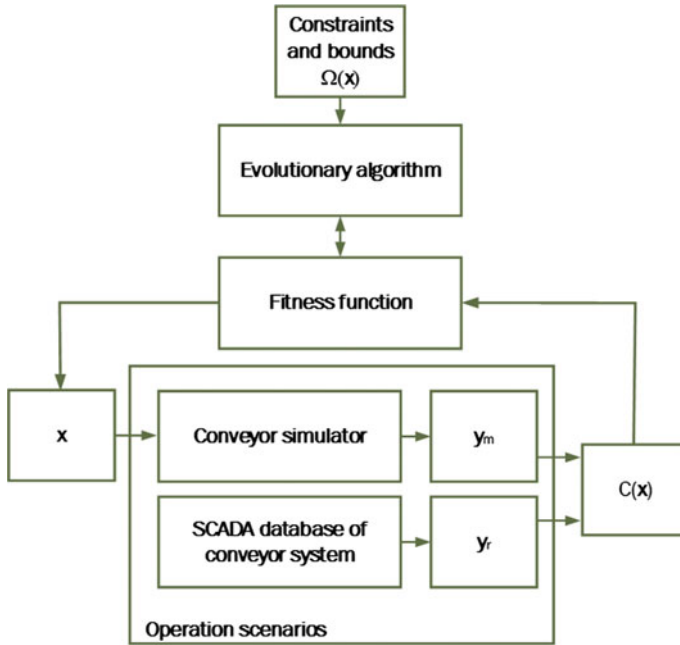 Constraints
and bounds
Ω(x)
Evolutionary algorithm
Fitness function
x
Conveyor simulator
yₘ
C(x)
SCADA database of
conveyor system
yᵣ
Operation scenarios